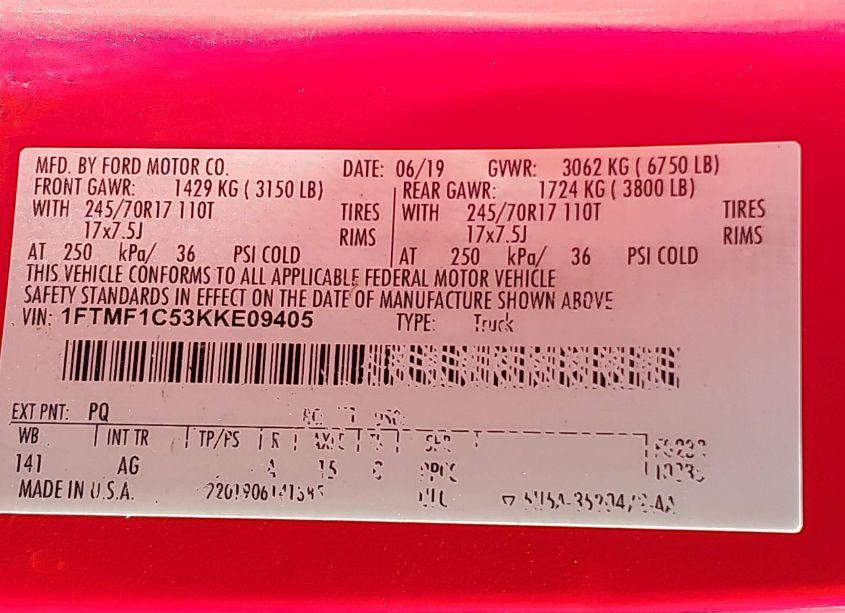 MFD. BY FORD MOTOR CO. DATE: 06/19 GVWR: 3062 KG ( 6750 LB)
FRONT GAWR: 1429 KG ( 3150 LB) REAR GAWR: 1724 KG ( 3800 LB)
WITH 245/70R17 110T TIRES WITH 245/70R17 110T TIRES
17x7.5J RIMS 17x7.5J RIMS
AT 250 kPa/ 36 PSI COLD AT 250 kPa/ 36 PSI COLD
THIS VEHICLE CONFORMS TO ALL APPLICABLE FEDERAL MOTOR VEHICLE
SAFETY STANDARDS IN EFFECT ON THE DATE OF MANUFACTURE SHOWN ABOVE
VIN: 1FTMF1C53KKE09405 TYPE: Truck
EXT PNT: PQ
WB INT TR TP/PS R AXLE
141 AG A
MADE IN U.S.A.